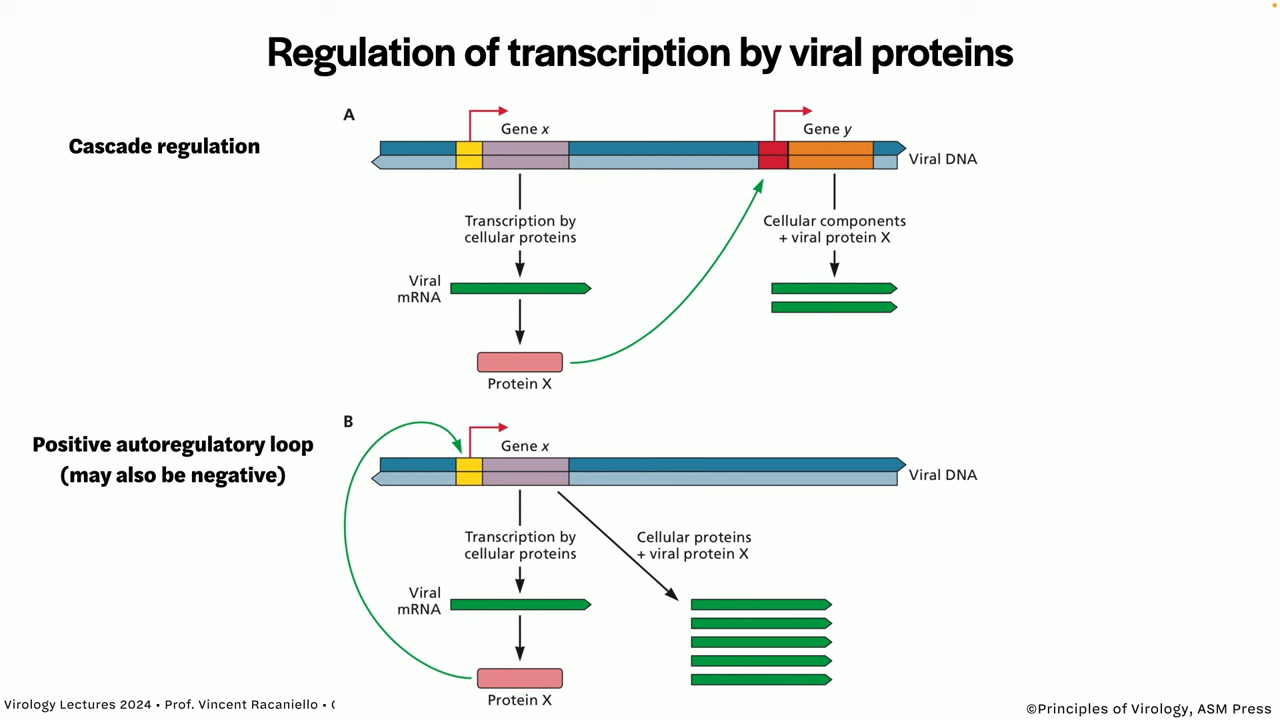 Regulation of transcription by viral proteins
A
Cascade regulation
Gene x
Gene y
Viral DNA
Transcription by
cellular proteins
Cellular components
+ viral protein X
Viral
mRNA
Protein X
B
Positive autoregulatory loop
(may also be negative)
Gene x
Viral DNA
Transcription by
cellular proteins
Cellular proteins
+ viral protein X
Viral
mRNA
Protein X
Virology Lectures 2024 • Prof. Vincent Racaniello •
©Principles of Virology, ASM Press